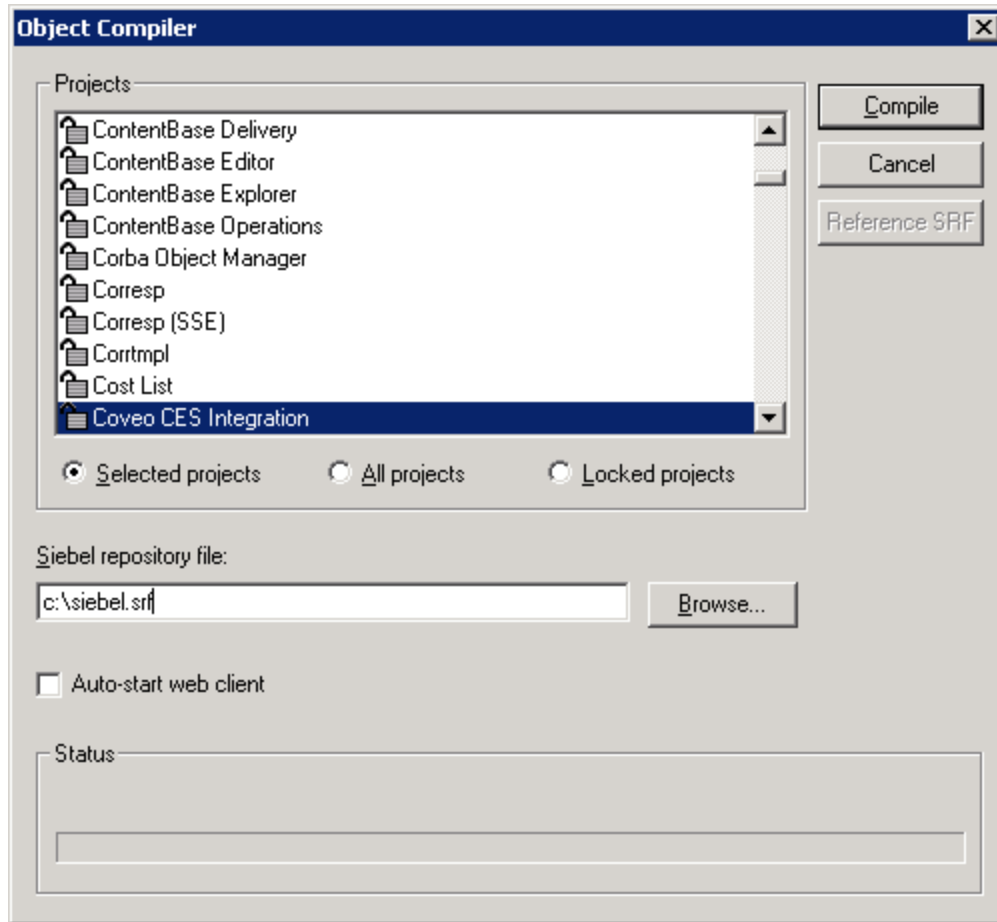 Object Compiler
Projects
ContentBase Delivery
ContentBase Editor
ContentBase Explorer
ContentBase Operations
Corba Object Manager
Corresp
Corresp (SSE)
Corrtmpl
Cost List
Coveo CES Integration
Selected projects All projects Locked projects
Compile
Cancel
Reference SRF
Siebel repository file:
c:\siebel.srf
Browse...
Auto-start web client
Status